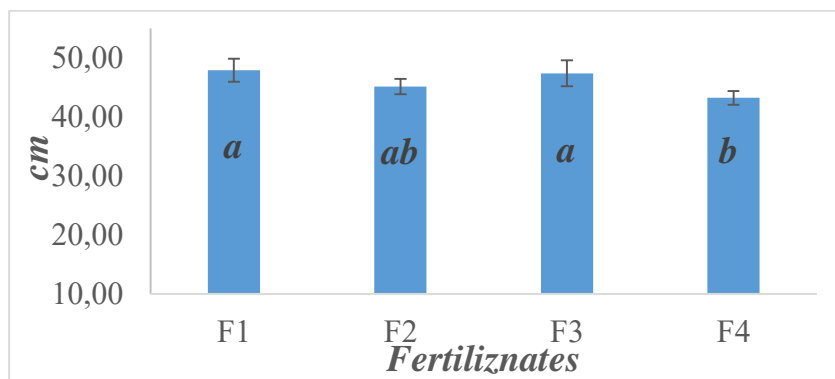 50,00
40,00
30,00
20,00
10,00
cm
a
ab
a
b
F1
F2
F3
F4
Fertiliznates